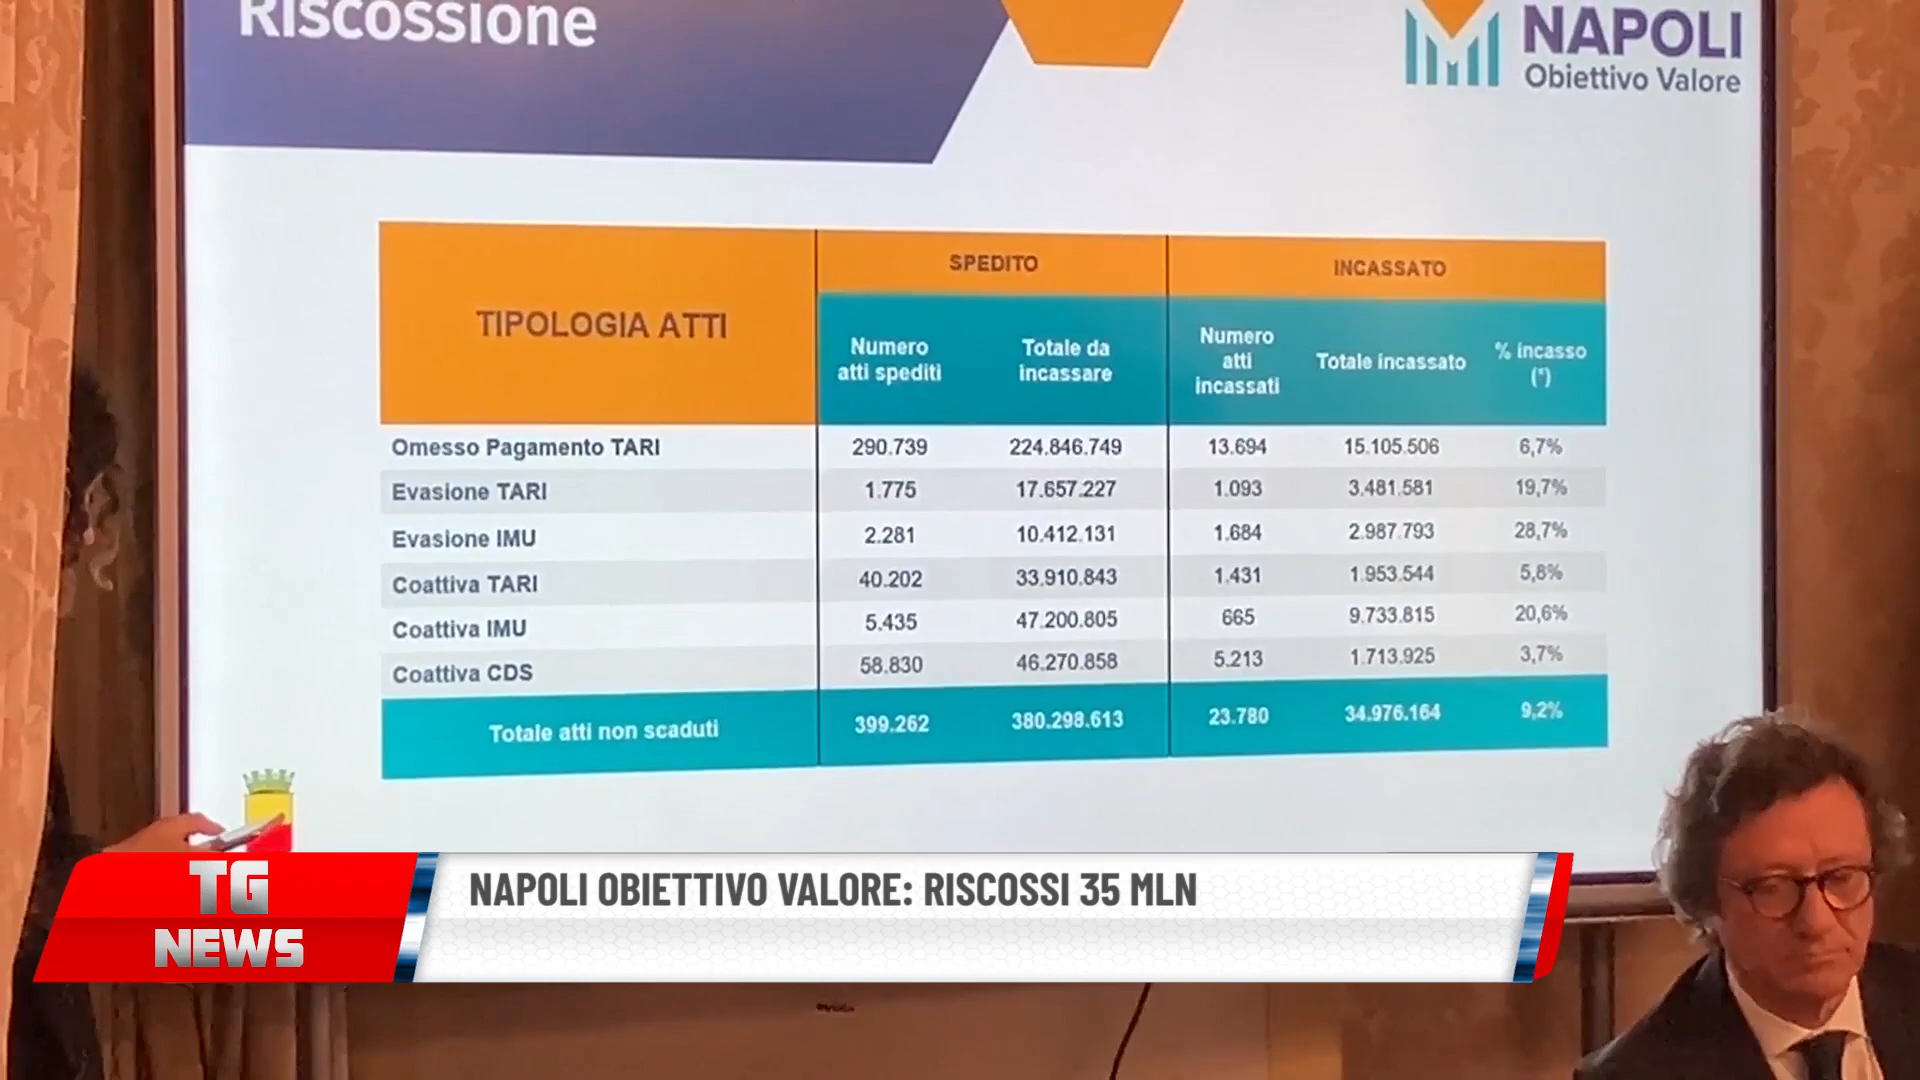 Riscossione
NAPOLI
Obiettivo Valore
TIPOLOGIA ATTI
SPEDITO
INCASSATO
Numero
atti spediti
Totale da
incassare
Numero
atti
incassati
Totale incassato
% incasso
(*)
Omesso Pagamento TARI 290.739 224.846.749 13.694 15.105.506 6,7%
Evasione TARI 1.775 17.657.227 1.093 3.481.581 19,7%
Evasione IMU 2.281 10.412.131 1.684 2.987.793 28,7%
Coattiva TARI 40.202 33.910.843 1.431 1.953.544 5,8%
Coattiva IMU 5.435 47.200.805 665 9.733.815 20,6%
Coattiva CDS 58.830 46.270.858 5.213 1.713.925 3,7%
Totale atti non scaduti 399.262 380.298.613 23.780 34.976.164 9,2%
TG
NEWS
NAPOLI OBIETTIVO VALORE: RISCOSSI 35 MLN